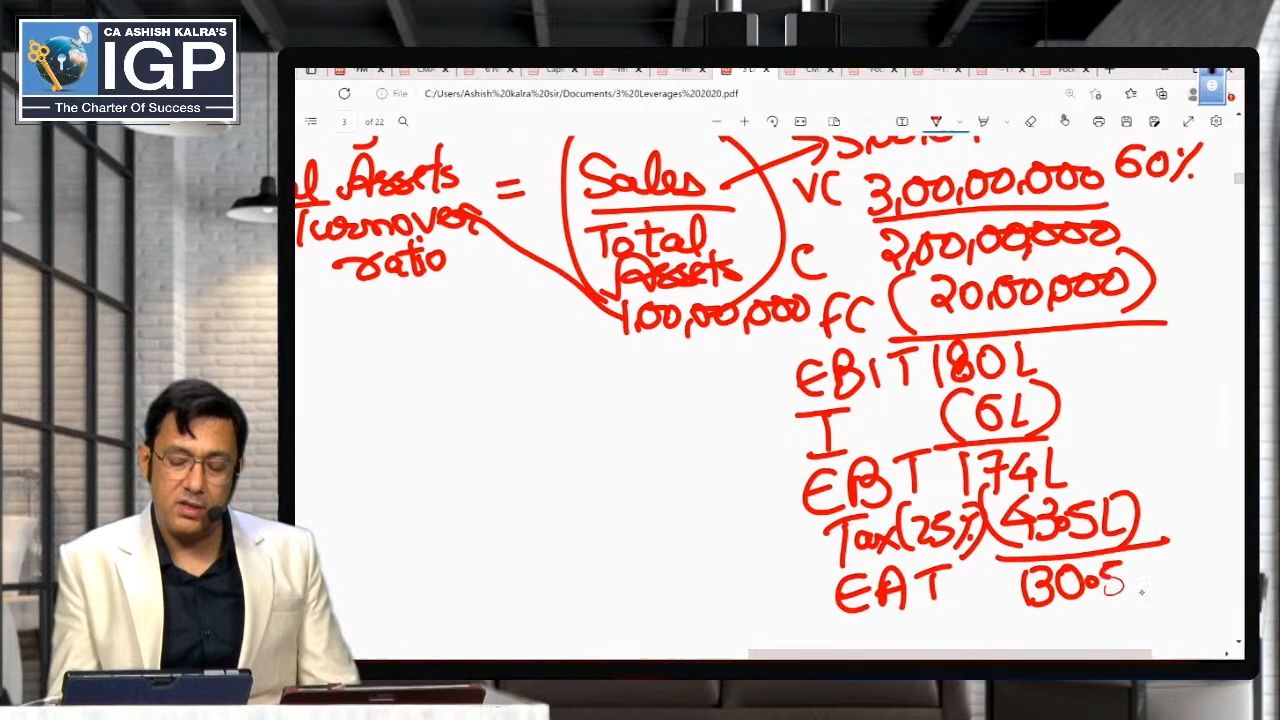 CA ASHISH KALRA'S
IGP
The Charter Of Success
File C:/Users/Ashish%20kalra%20sir/Documents/3%20Leverages%202020.pdf
3 of 22
Assets
Turnover
ratio
=
Sales
Total
Assets
1,00,00,000
VC 3,00,00,000 60%
C 2,00,00,000
FC (20,00,000)
EBIT 180L
I (6L)
EBT 174L
Tax(25%) (43.5L)
EAT 130.5